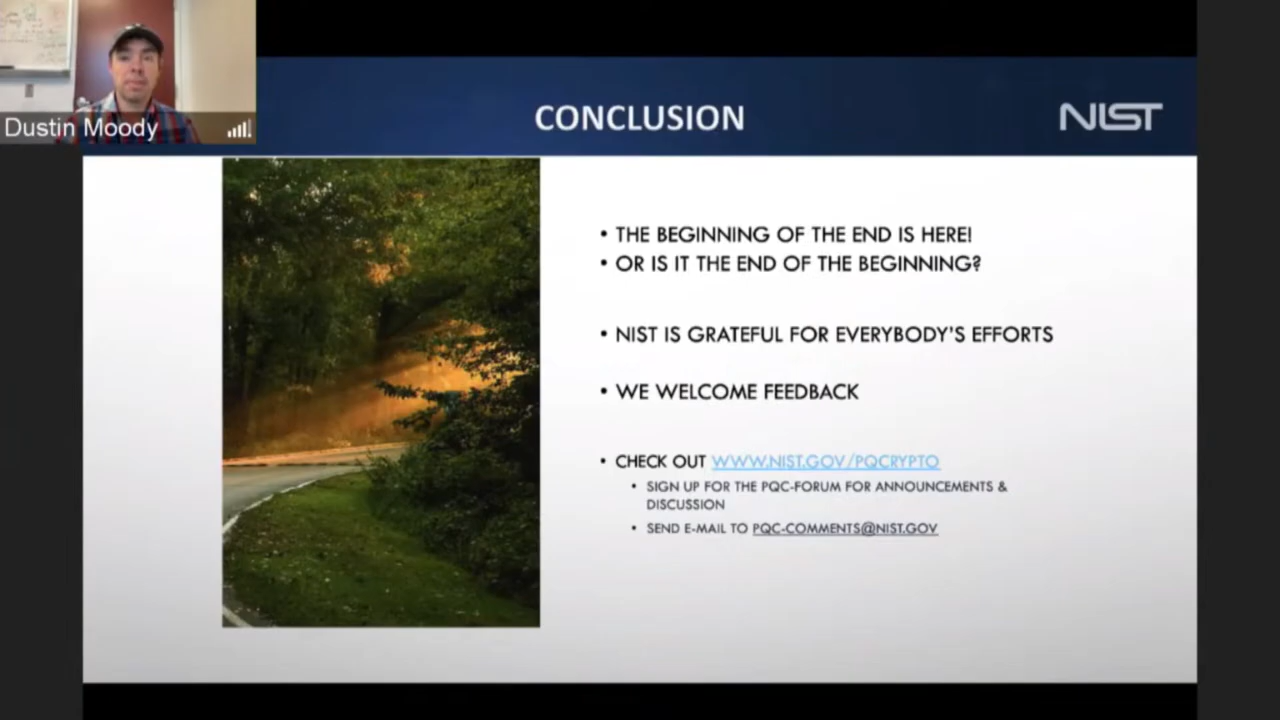 Dustin Moody
CONCLUSION
NIST
• THE BEGINNING OF THE END IS HERE!
• OR IS IT THE END OF THE BEGINNING?
• NIST IS GRATEFUL FOR EVERYBODY'S EFFORTS
• WE WELCOME FEEDBACK
• CHECK OUT WWW.NIST.GOV/PQCRYPTO
• SIGN UP FOR THE PQC-FORUM FOR ANNOUNCEMENTS &
DISCUSSION
• SEND E-MAIL TO PQC-COMMENTS@NIST.GOV